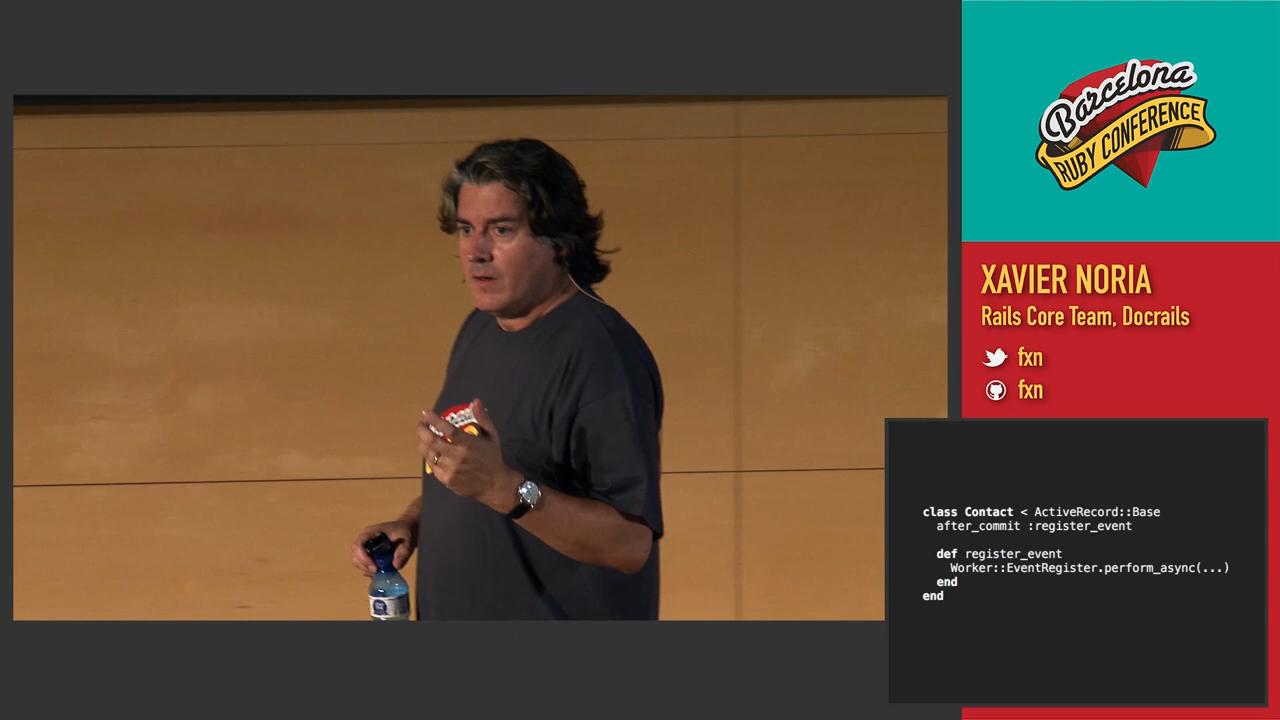 Barcelona
RUBY CONFERENCE
XAVIER NORIA
Rails Core Team, Docrails
fxn
fxn
class Contact < ActiveRecord::Base
after_commit :register_event
def register_event
Worker::EventRegister.perform_async(...)
end
end